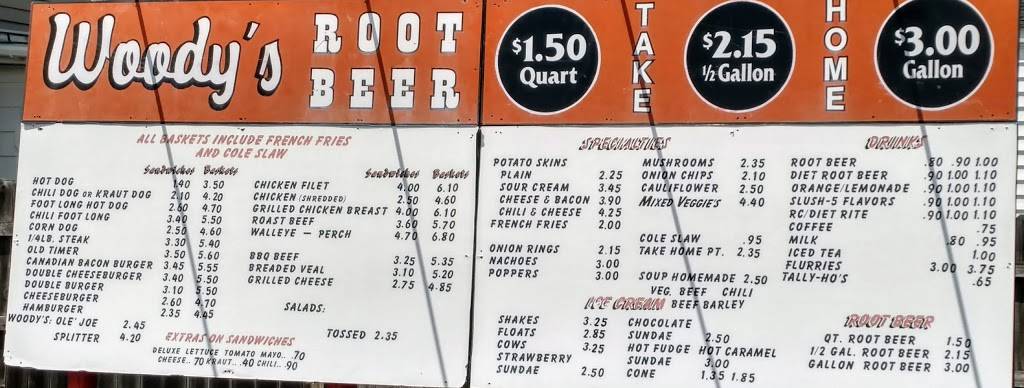 Woody's ROOT BEER
$1.50 Quart
TAKE
$2.15 ½ Gallon
HOME
$3.00 Gallon
ALL BASKETS INCLUDE FRENCH FRIES
AND COLE SLAW
Sandwiches Baskets
HOT DOG 1.40 3.50
CHILI DOG OR KRAUT DOG 2.10 4.20
FOOT LONG HOT DOG 2.60 4.70
CHILI FOOT LONG 3.40 5.50
CORN DOG 2.50 4.60
1/4LB. STEAK 3.30 5.40
OLD TIMER 3.50 5.60
CANADIAN BACON BURGER 3.45 5.55
DOUBLE CHEESEBURGER 3.40 5.50
DOUBLE BURGER 3.10 5.50
CHEESEBURGER 2.60 4.70
HAMBURGER 2.35 4.45
WOODY'S: OLE' JOE 2.45
SPLITTER 4.20
Sandwiches Baskets
CHICKEN FILET 4.00 6.10
CHICKEN (SHREDDED) 2.50 4.60
GRILLED CHICKEN BREAST 4.00 6.10
ROAST BEEF 3.60 5.70
WALLEYE - PERCH 4.70 6.80
BBQ BEEF 3.25 5.35
BREADED VEAL 3.10 5.20
GRILLED CHEESE 2.75 4.85
SALADS:
TOSSED 2.35
EXTRAS ON SANDWICHES
DELUXE LETTUCE TOMATO MAYO.. .70
CHEESE.. .70 KRAUT.. .40 CHILI.. .90
SPECIALTIES
POTATO SKINS
PLAIN 2.25
SOUR CREAM 3.45
CHEESE & BACON 3.90
CHILI & CHEESE 4.25
FRENCH FRIES 2.00
ONION RINGS 2.15
NACHOES 3.00
POPPERS 3.00
MUSHROOMS 2.35
ONION CHIPS 2.10
CAULIFLOWER 2.50
MIXED VEGGIE'S 4.40
COLE SLAW .95
TAKE HOME PT. 2.35
SOUP HOMEMADE 2.50
VEG. BEEF CHILI
BEEF BARLEY
ICE CREAM
SHAKES 3.25
FLOATS 2.85
COWS 3.25
STRAWBERRY
SUNDAE 2.50
CHOCOLATE
SUNDAE 2.50
HOT FUDGE HOT CARAMEL
SUNDAE 3.00
CONE 1.35 1.85
DRINKS
ROOT BEER .80 .90 1.00
DIET ROOT BEER .90 1.00 1.10
ORANGE/LEMONADE .90 1.00 1.10
SLUSH-5 FLAVORS .90 1.00 1.10
RC/DIET RITE .90 1.00 1.10
COFFEE .75
MILK .80 .95
ICED TEA 1.00
FLURRIES 3.00 3.75
TALLY-HO'S .65
ROOT BEER
QT. ROOT BEER 1.50
1/2 GAL. ROOT BEER 2.15
GALLON ROOT BEER 3.00